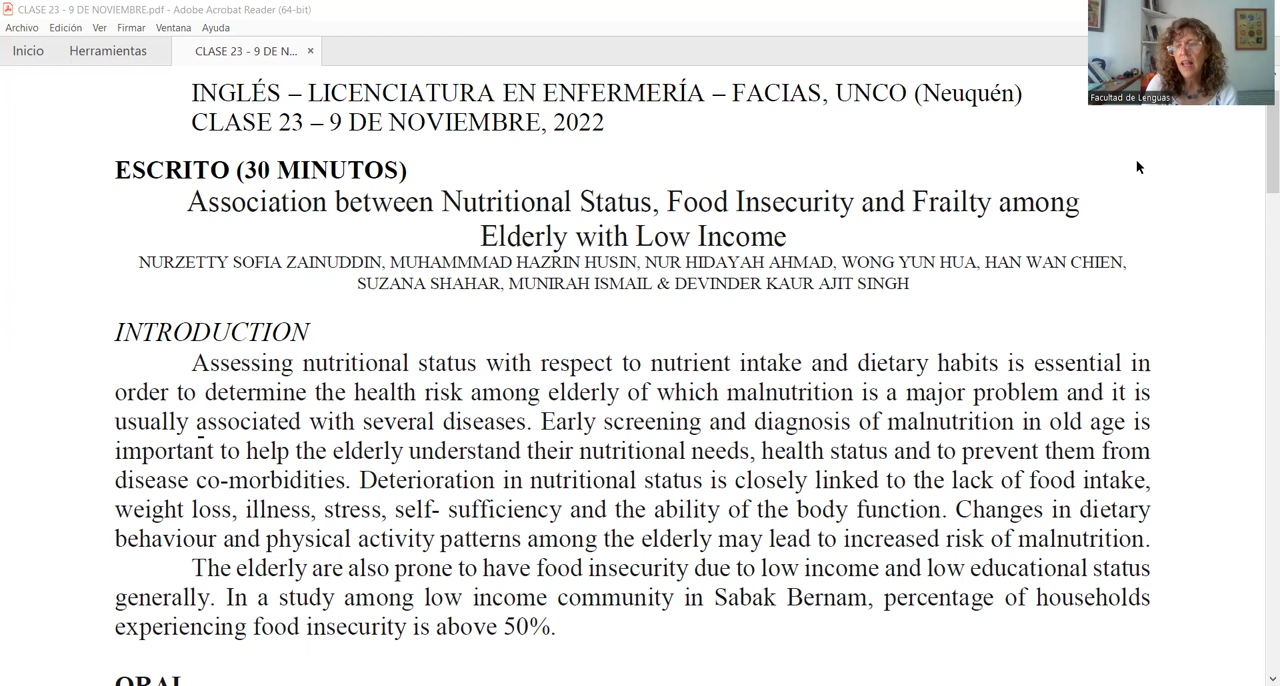 CLASE 23 - 9 DE NOVIEMBRE.pdf - Adobe Acrobat Reader (64-bit)
Archivo Edición Ver Firmar Ventana Ayuda
Inicio Herramientas CLASE 23 - 9 DE N... ×
Facultad de Lenguas
INGLÉS – LICENCIATURA EN ENFERMERÍA – FACIAS, UNCO (Neuquén)
CLASE 23 – 9 DE NOVIEMBRE, 2022
ESCRITO (30 MINUTOS)
Association between Nutritional Status, Food Insecurity and Frailty among
Elderly with Low Income
NURZETTY SOFIA ZAINUDDIN, MUHAMMMAD HAZRIN HUSIN, NUR HIDAYAH AHMAD, WONG YUN HUA, HAN WAN CHIEN,
SUZANA SHAHAR, MUNIRAH ISMAIL & DEVINDER KAUR AJIT SINGH
INTRODUCTION
Assessing nutritional status with respect to nutrient intake and dietary habits is essential in
order to determine the health risk among elderly of which malnutrition is a major problem and it is
usually associated with several diseases. Early screening and diagnosis of malnutrition in old age is
important to help the elderly understand their nutritional needs, health status and to prevent them from
disease co-morbidities. Deterioration in nutritional status is closely linked to the lack of food intake,
weight loss, illness, stress, self- sufficiency and the ability of the body function. Changes in dietary
behaviour and physical activity patterns among the elderly may lead to increased risk of malnutrition.
The elderly are also prone to have food insecurity due to low income and low educational status
generally. In a study among low income community in Sabak Bernam, percentage of households
experiencing food insecurity is above 50%.
ORAL